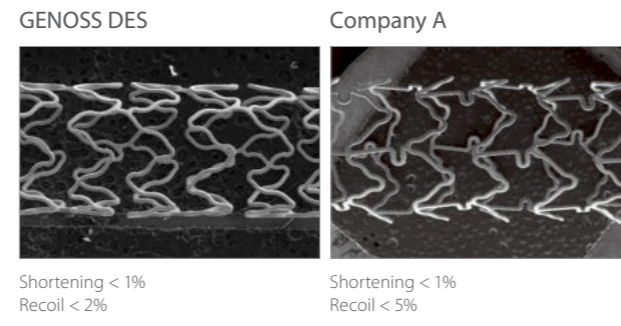 GENOSS DES
Company A
Shortening < 1%
Recoil < 2%
Shortening < 1%
Recoil < 5%